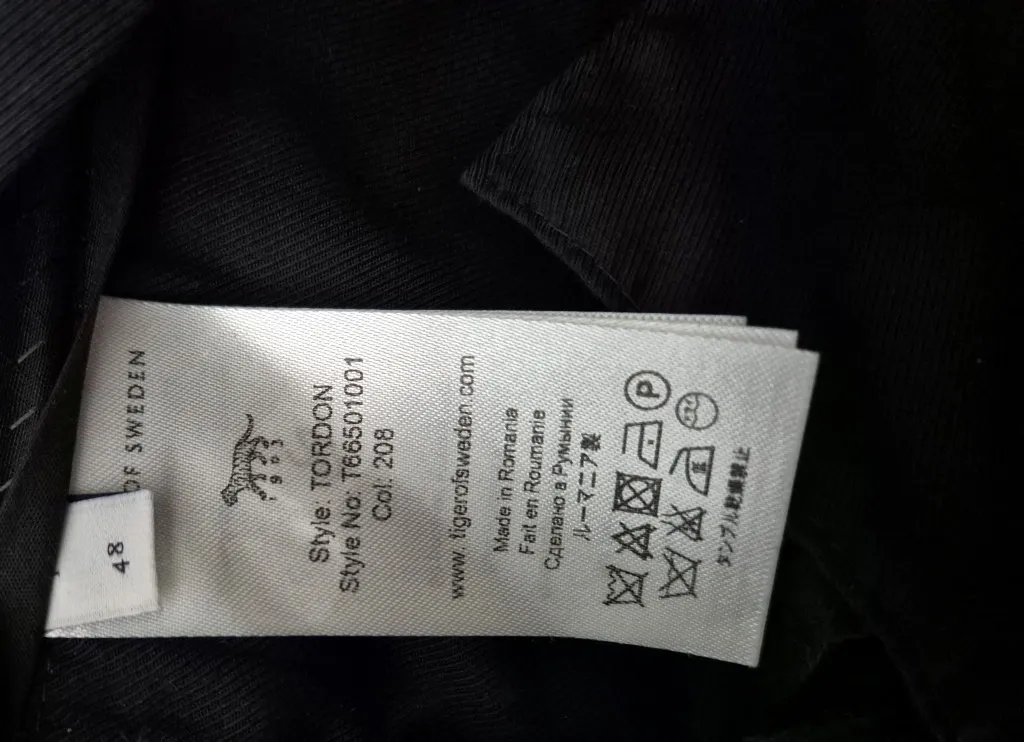 OF SWEDEN
48
1903
Style: TORDON
Style No: T66501001
Col. 208
www. tigerofsweden.com
Made in Romania
Fait en Roumanie
Сделано в Румынии
ルーマニア製
P
タンブル乾燥禁止